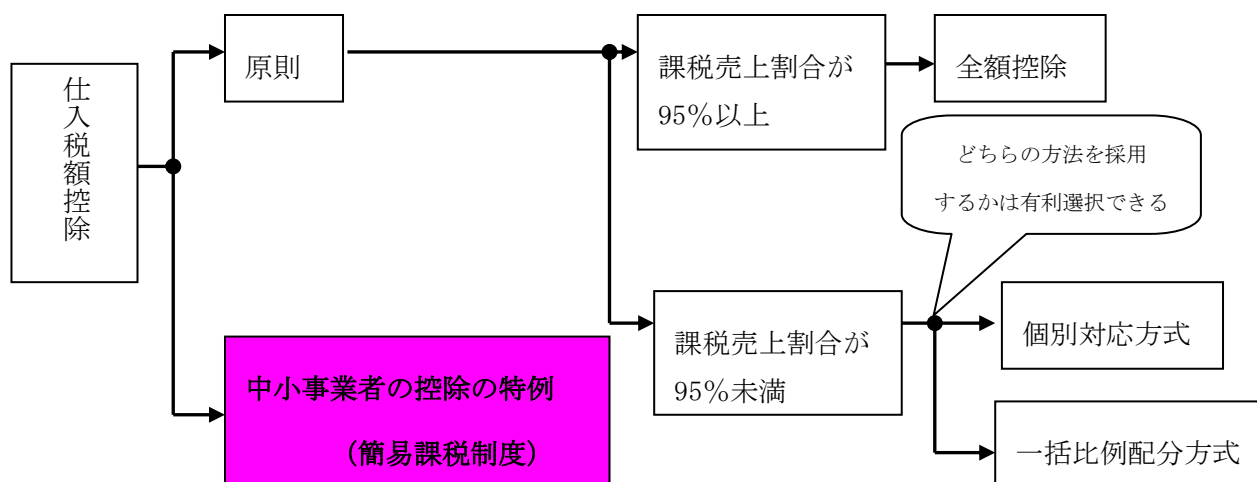 仕入税額控除
原則
課税売上割合が
95%以上
全額控除
どちらの方法を採用
するかは有利選択できる
課税売上割合が
95%未満
個別対応方式
一括比例配分方式
中小事業者の控除の特例
(簡易課税制度)